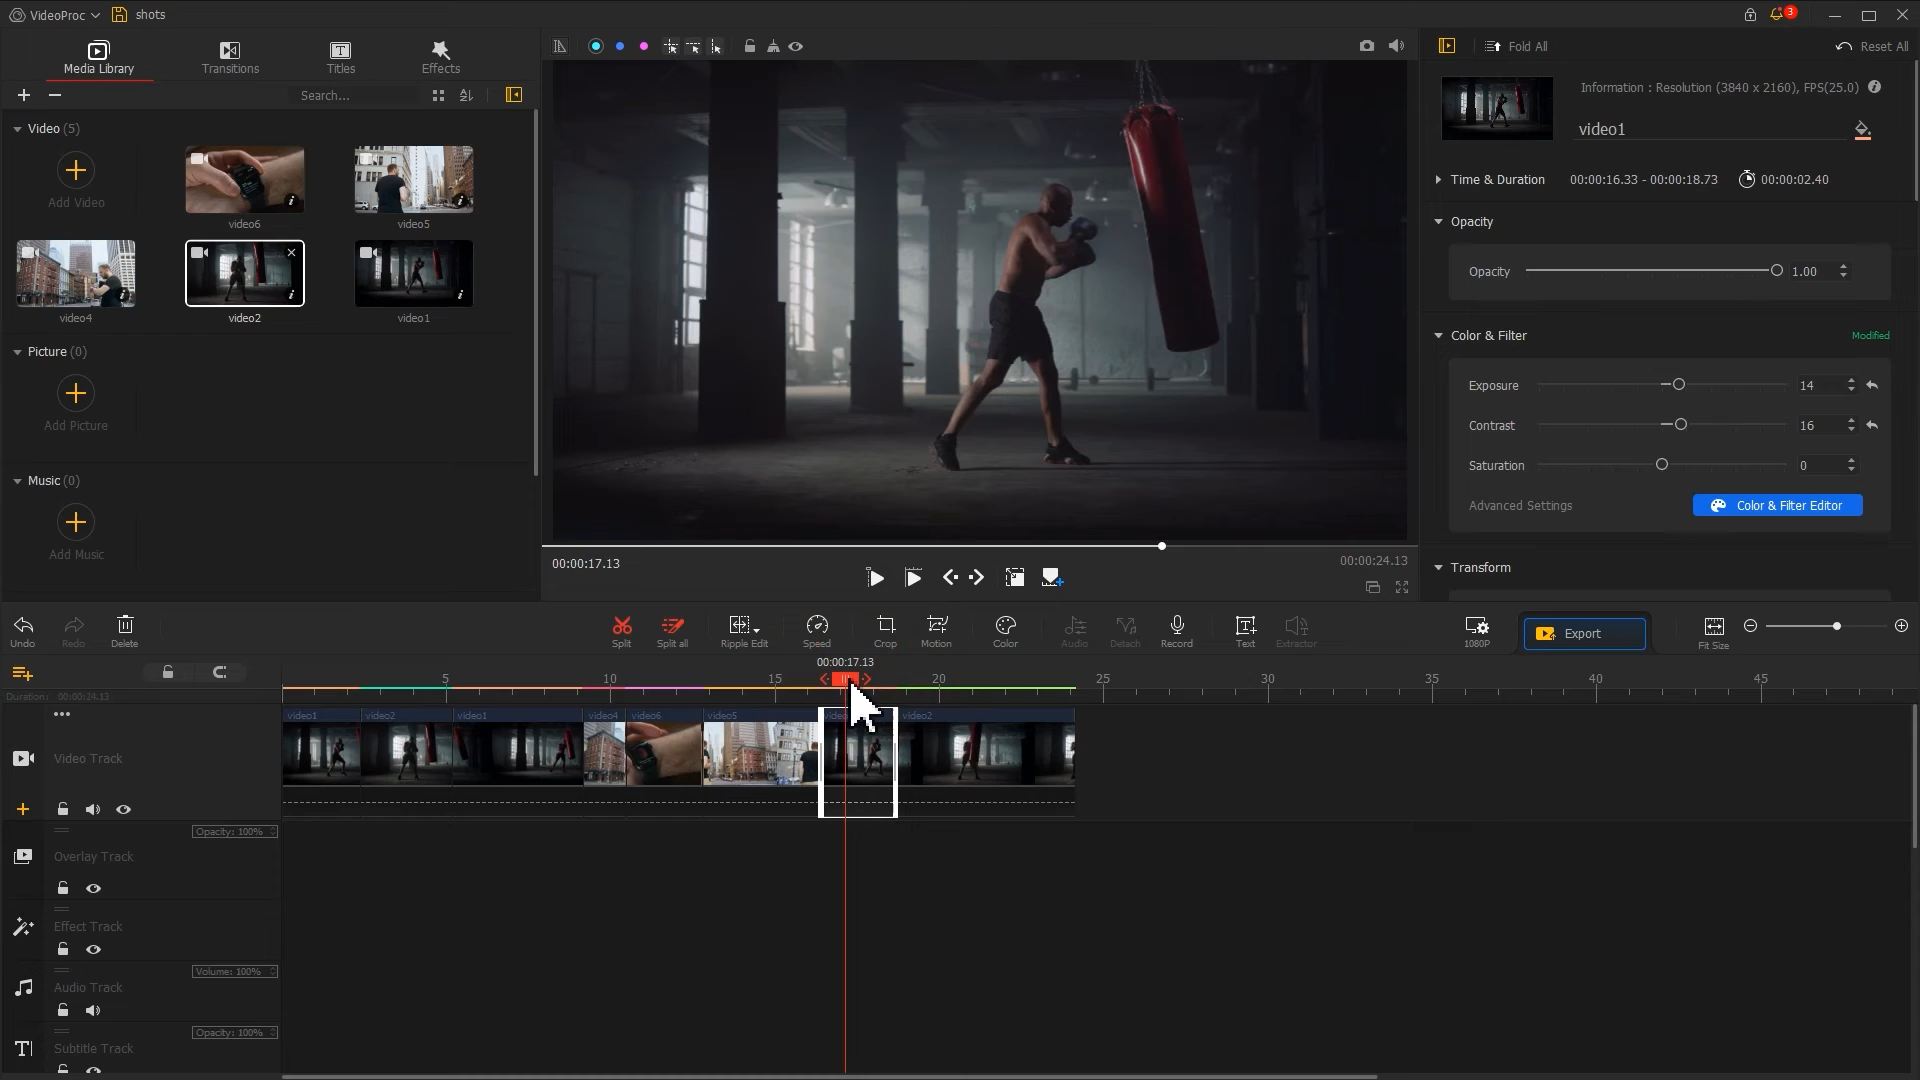 VideoProc
shots
3
Media Library
Transitions
Titles
Effects
Search...
Video (5)
Add Video
video6
video5
video4
video2
video1
Picture (0)
Add Picture
Music (0)
Add Music
00:00:17.13
00:00:24.13
Fold All
Reset All
Information : Resolution (3840 x 2160), FPS(25.0)
video1
Time & Duration
00:00:16.33 - 00:00:18.73
00:00:02.40
Opacity
Opacity
1.00
Color & Filter
Modified
Exposure
14
Contrast
16
Saturation
0
Advanced Settings
Color & Filter Editor
Transform
Undo
Redo
Delete
Split
Split all
Ripple Edit
Speed
Crop
Motion
Color
Audio
Detach
Record
Text
Extractor
1080P
Export
Fit Size
00:00:17.13
5
10
15
20
25
30
35
40
45
Duration: 00:00:24.13
video1
video2
video1
video4
video6
video5
video2
Video Track
Opacity: 100%
Overlay Track
Effect Track
Volume: 100%
Audio Track
Opacity: 100%
Subtitle Track